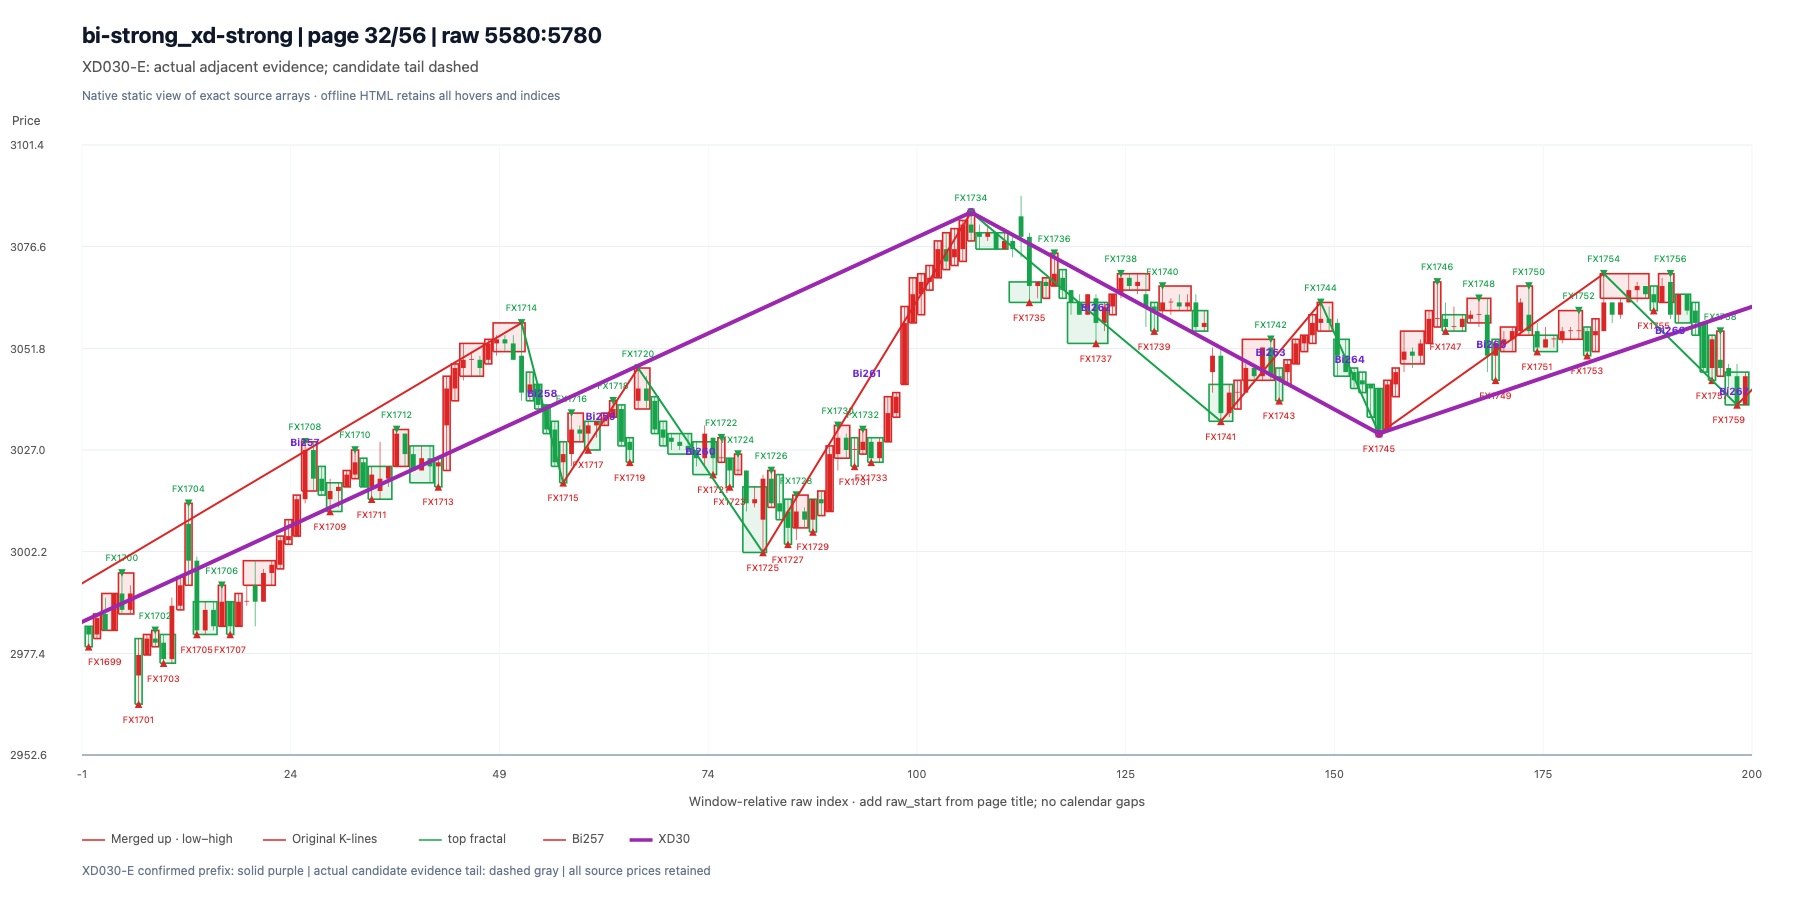 bi-strong_xd-strong | page 32/56 | raw 5580:5780
XD030-E: actual adjacent evidence; candidate tail dashed
Native static view of exact source arrays · offline HTML retains all hovers and indices
Price
3101.4
3076.6
3051.8
3027.0
3002.2
2977.4
2952.6
FX1734
FX1736
FX1738
FX1740
FX1746
FX1748
FX1750
FX1754
FX1756
FX1752
FX1744
FX1742
FX1735
FX1737
FX1739
FX1747
FX1751
FX1753
FX1749
FX1743
FX1741
FX1745
FX1759
FX1714
FX1720
Bi261
Bi258
Bi257
Bi263
Bi264
FX1708
FX1710
FX1712
FX1722
FX1724
FX1726
FX1704
FX1709
FX1711
FX1713
FX1715
FX1717
FX1719
FX1733
FX1729
FX1727
FX1725
FX1700
FX1706
FX1702
FX1705
FX1707
FX1699
FX1703
FX1701
-1
24
49
74
100
125
150
175
200
Window-relative raw index · add raw_start from page title; no calendar gaps
Merged up · low–high
Original K-lines
top fractal
Bi257
XD30
XD030-E confirmed prefix: solid purple | actual candidate evidence tail: dashed gray | all source prices retained